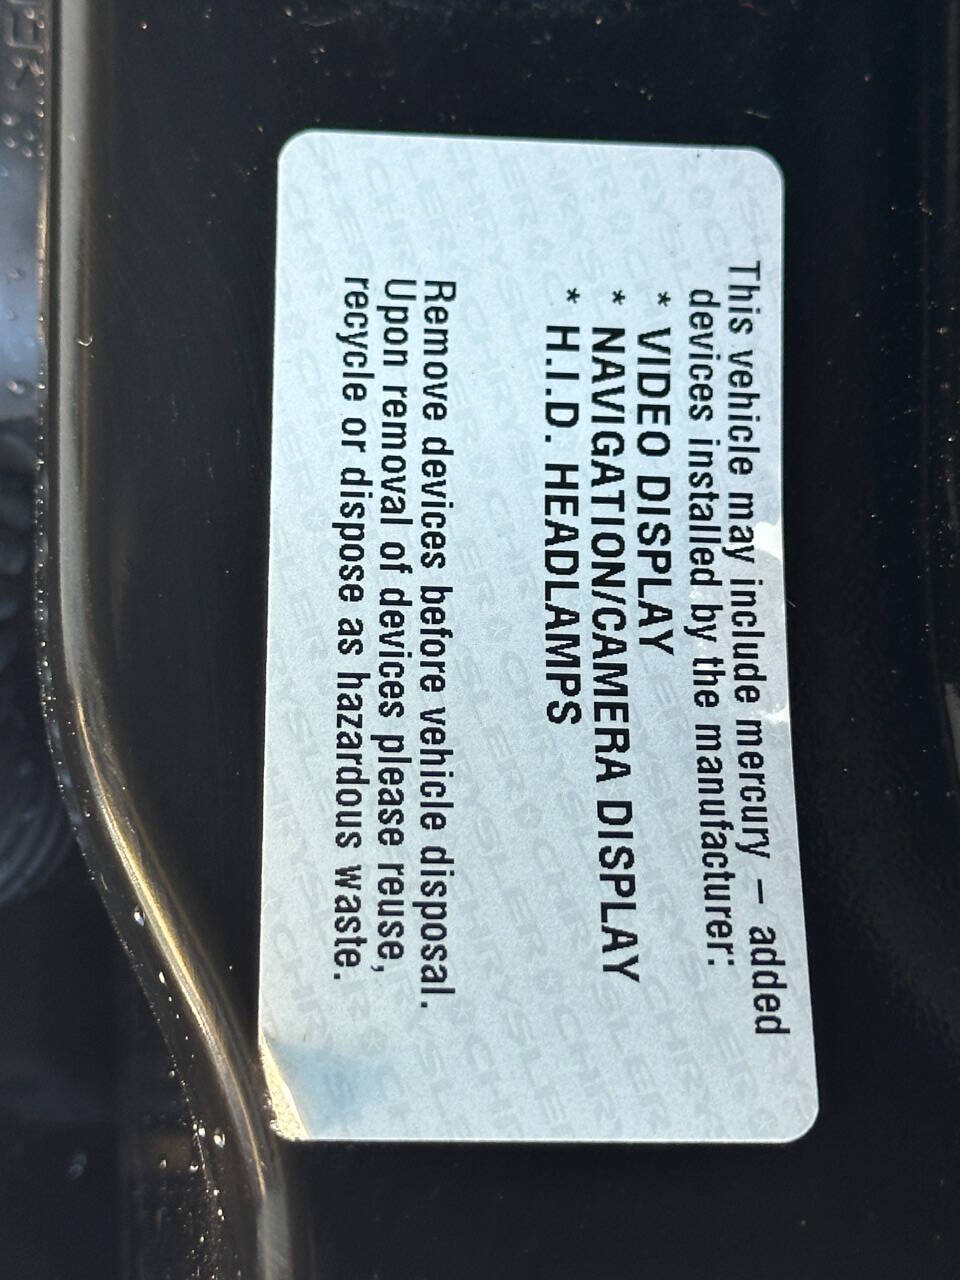 This vehicle may include mercury – added
devices installed by the manufacturer:
* VIDEO DISPLAY
* NAVIGATION/CAMERA DISPLAY
* H.I.D. HEADLAMPS
Remove devices before vehicle disposal.
Upon removal of devices please reuse,
recycle or dispose as hazardous waste.
CHRYSLER